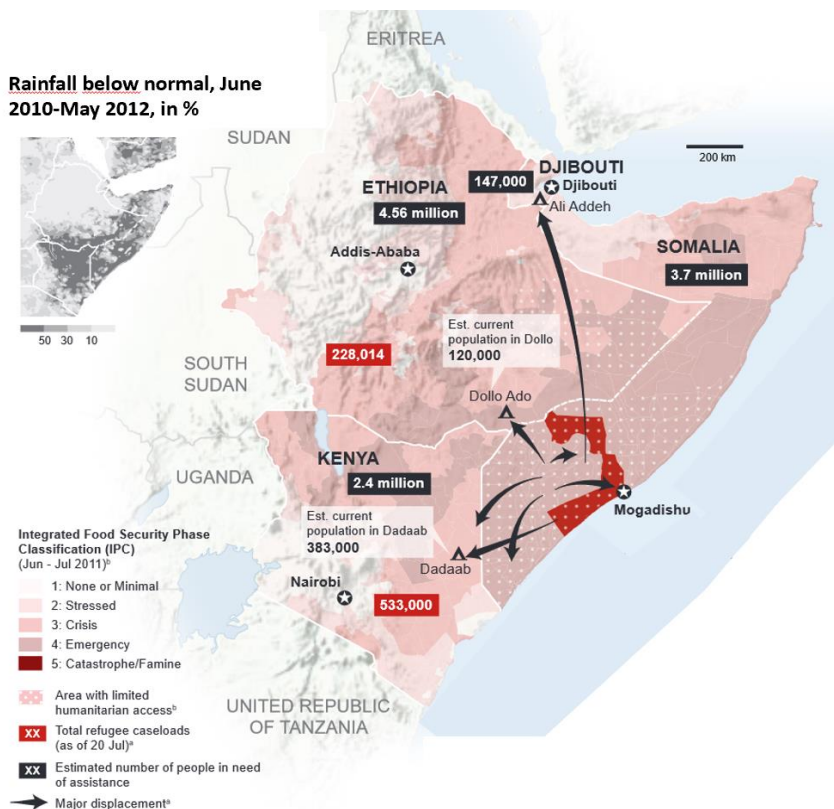 ERITREA
Rainfall below normal, June
2010-May 2012, in %
SUDAN
200 km
DJIBOUTI
147,000
Djibouti
ETHIOPIA
Ali Addeh
4.56 million
SOMALIA
Addis-Ababa
3.7 million
50 30 10
Est. current
population in Dollo
120,000
228,014
SOUTH
SUDAN
Dollo Ado
KENYA
UGANDA
2.4 million
Mogadishu
Est. current
population in Dadaab
383,000
Dadaab
Nairobi
533,000
Integrated Food Security Phase
Classification (IPC)
(Jun - Jul 2011)ᵇ
1: None or Minimal
2: Stressed
3: Crisis
4: Emergency
5: Catastrophe/Famine
Area with limited
humanitarian accessᵇ
UNITED REPUBLIC
OF TANZANIA
XX Total refugee caseloads
(as of 20 Jul)ᵃ
XX Estimated number of people in need
of assistance
Major displacementᵃ